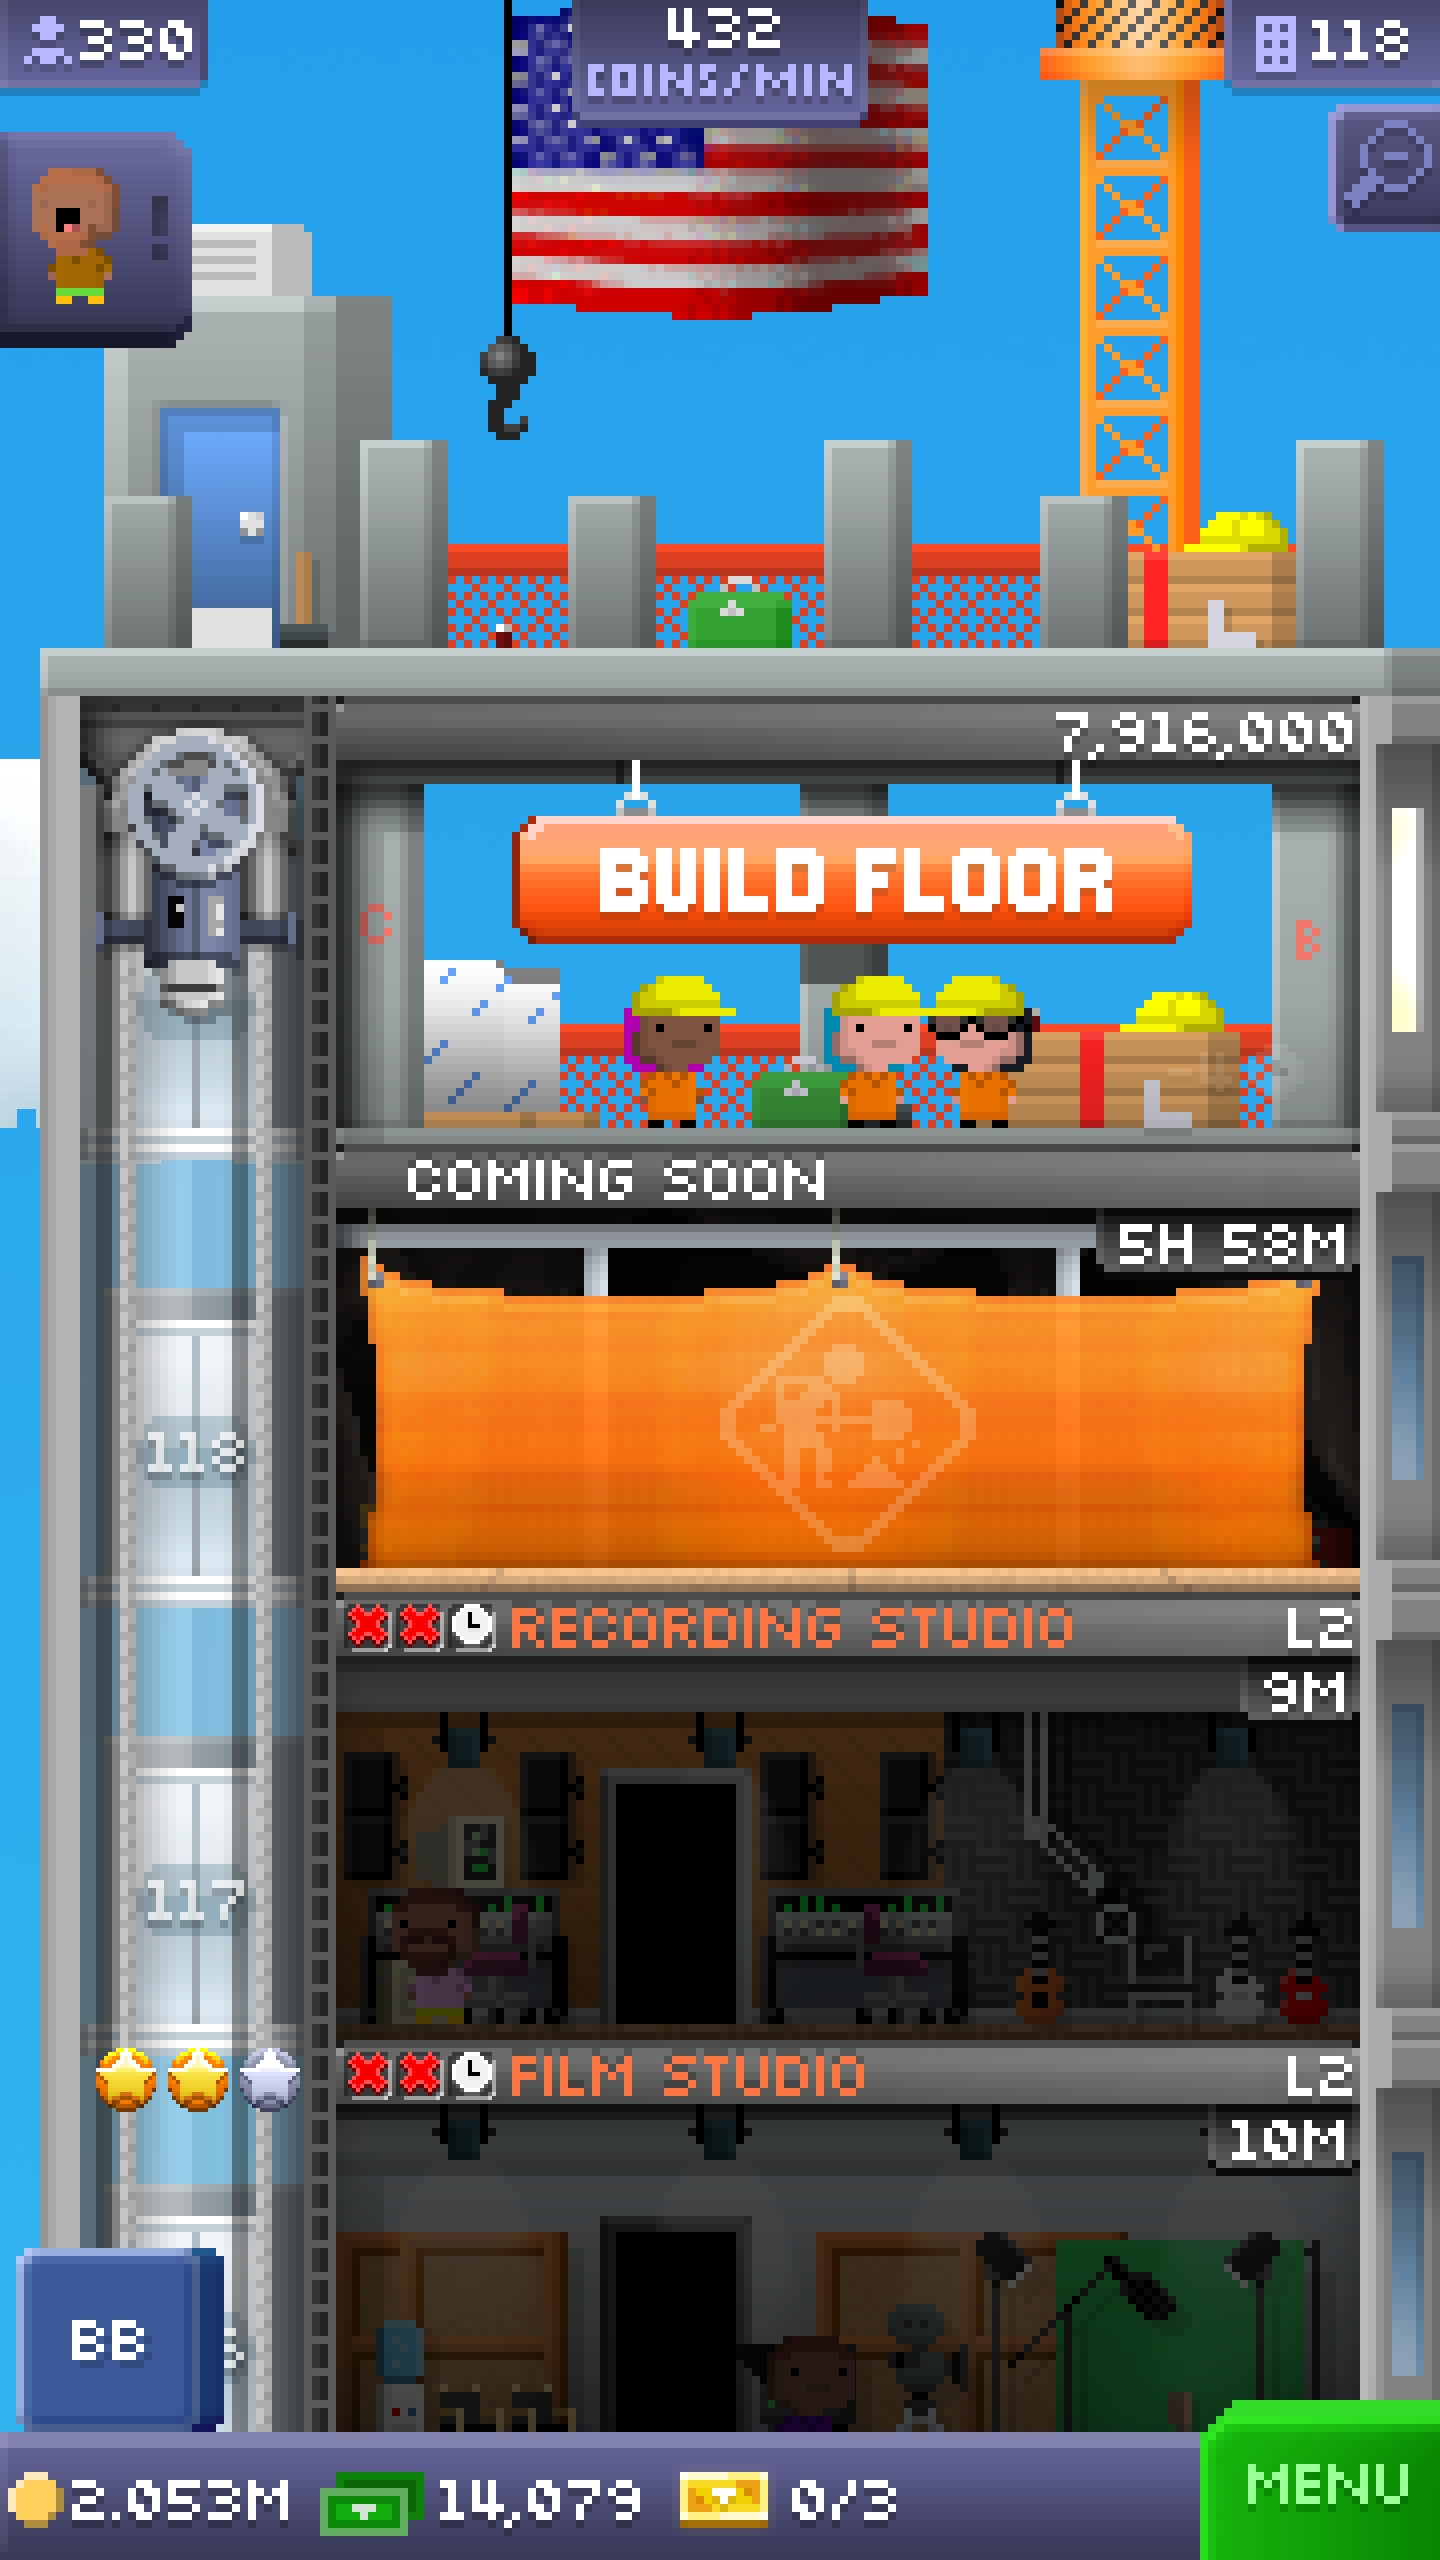 330
432
COINS/MIN
118
!
7,916,000
BUILD FLOOR
C
B
COMING SOON
5H 58M
118
RECORDING STUDIO
L2
9M
117
FILM STUDIO
L2
10M
BB
2.053M
14,079
0/3
MENU